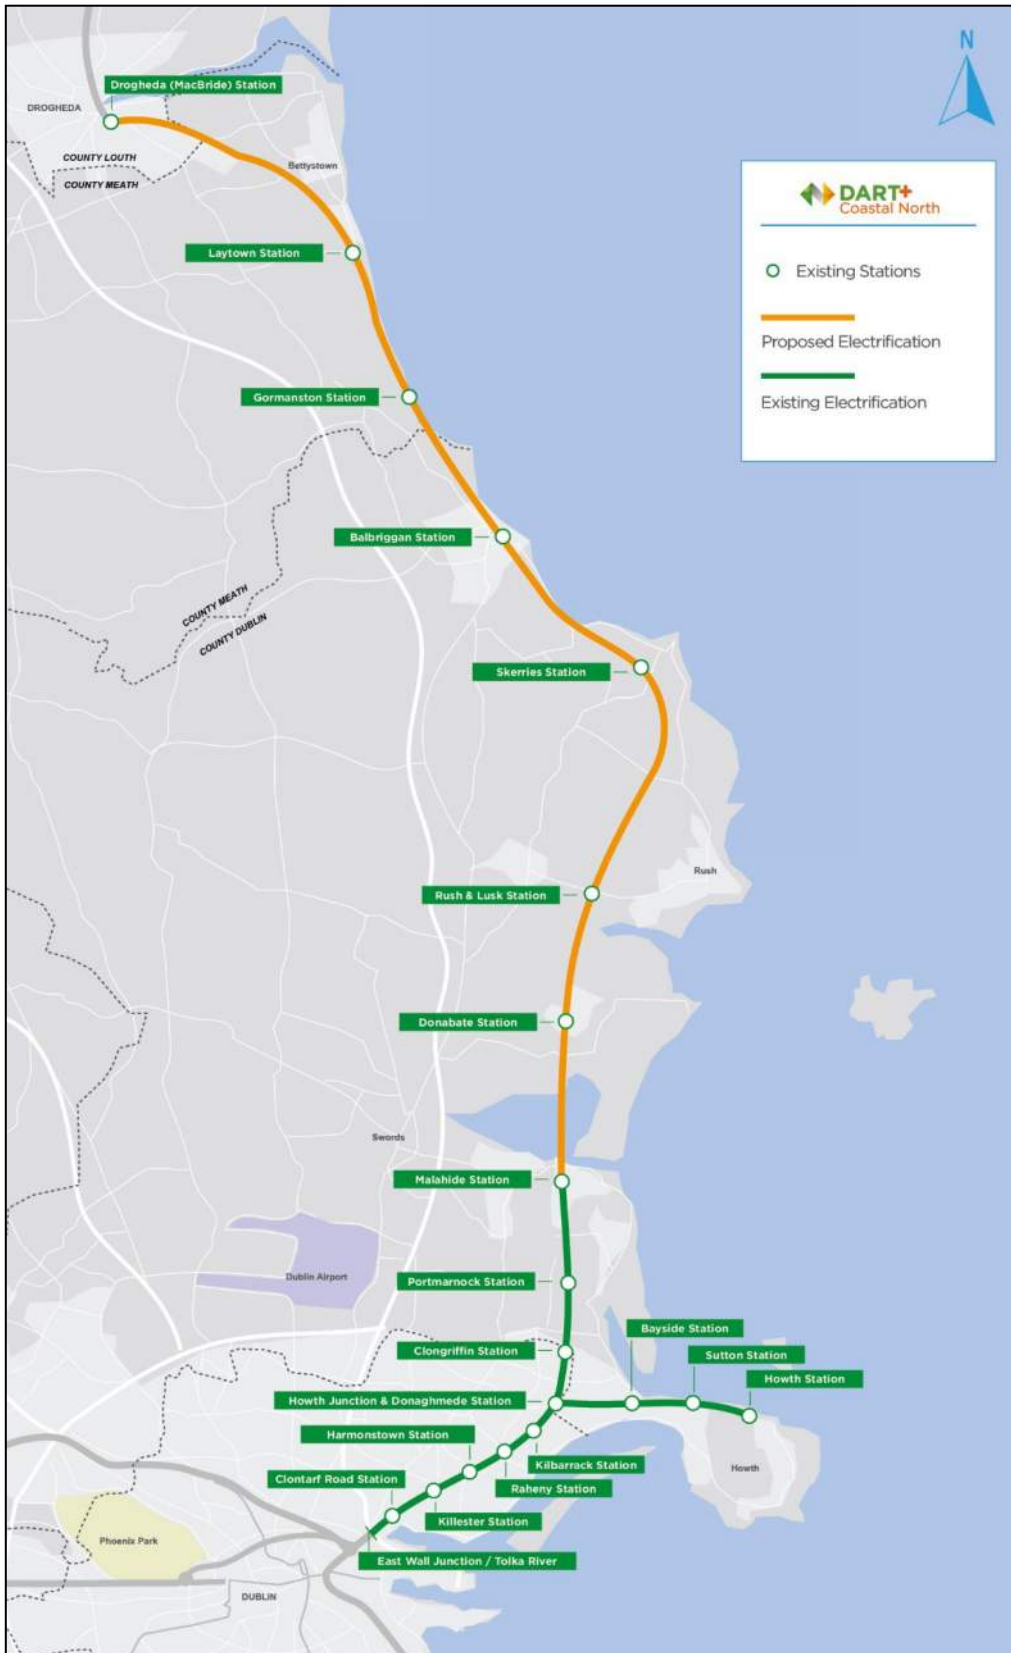 N
Drogheda (MacBride) Station
DROGHEDA
COUNTY LOUTH
COUNTY MEATH
Bettystown
DART+
Coastal North
Existing Stations
Proposed Electrification
Existing Electrification
Laytown Station
Gormanston Station
Balbriggan Station
COUNTY MEATH
COUNTY DUBLIN
Skerries Station
Rush
Rush & Lusk Station
Donabate Station
Swords
Malahide Station
Dublin Airport
Portmarnock Station
Bayside Station
Clongriffin Station
Sutton Station
Howth Station
Howth Junction & Donaghmede Station
Harmonstown Station
Kilbarrack Station
Howth
Clontarf Road Station
Raheny Station
Killester Station
Phoenix Park
East Wall Junction / Tolka River
DUBLIN